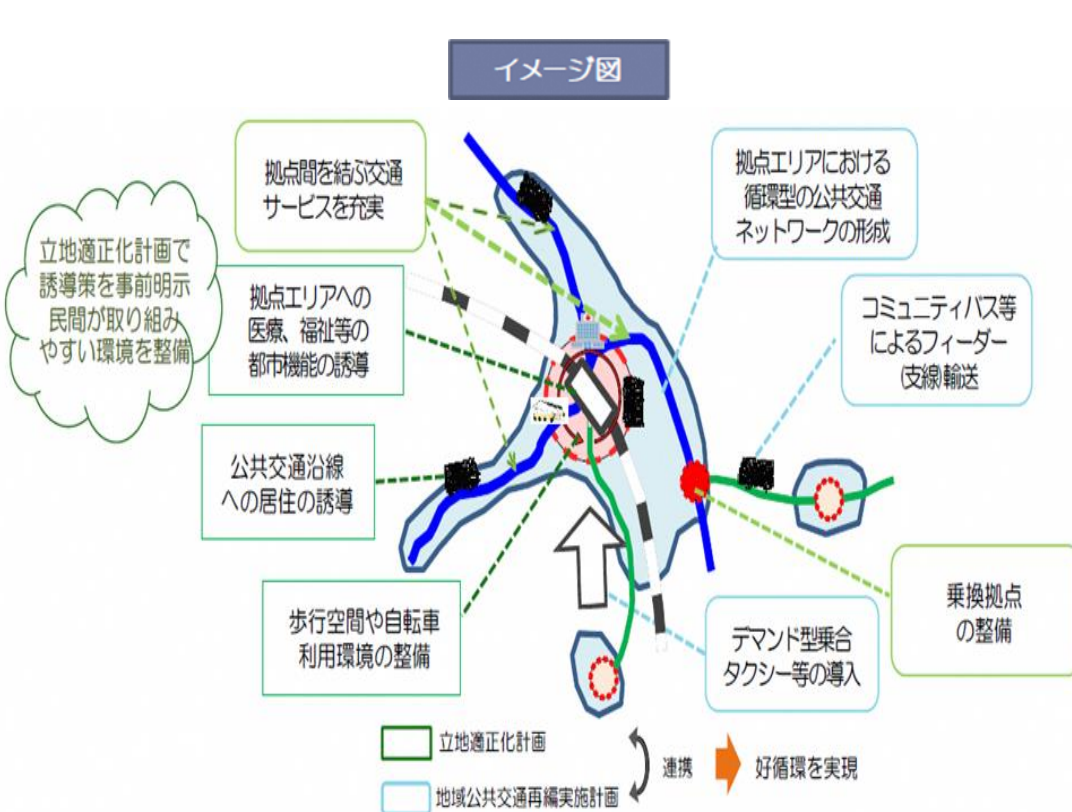 イメージ図
拠点間を結ぶ交通
サービスを充実
拠点エリアにおける
循環型の公共交通
ネットワークの形成
立地適正化計画で
誘導策を事前明示
民間が取り組み
やすい環境を整備
拠点エリアへの
医療、福祉等の
都市機能の誘導
コミュニティバス等
によるフィーダー
(支線)輸送
公共交通沿線
への居住の誘導
歩行空間や自転車
利用環境の整備
デマンド型乗合
タクシー等の導入
乗換拠点
の整備
立地適正化計画
連携
好循環を実現
地域公共交通再編実施計画